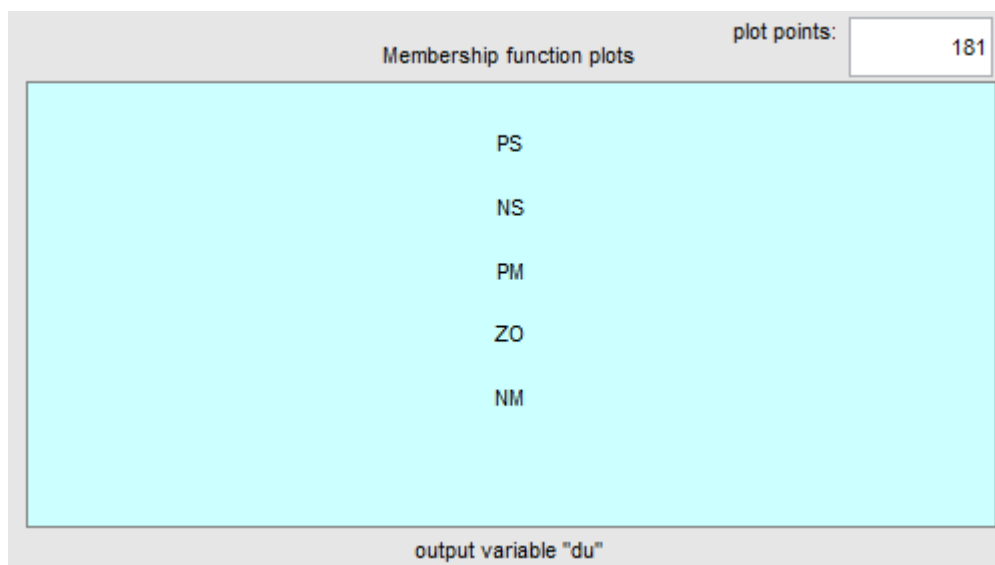 plot points:
181
Membership function plots
PS
NS
PM
ZO
NM
output variable "du"